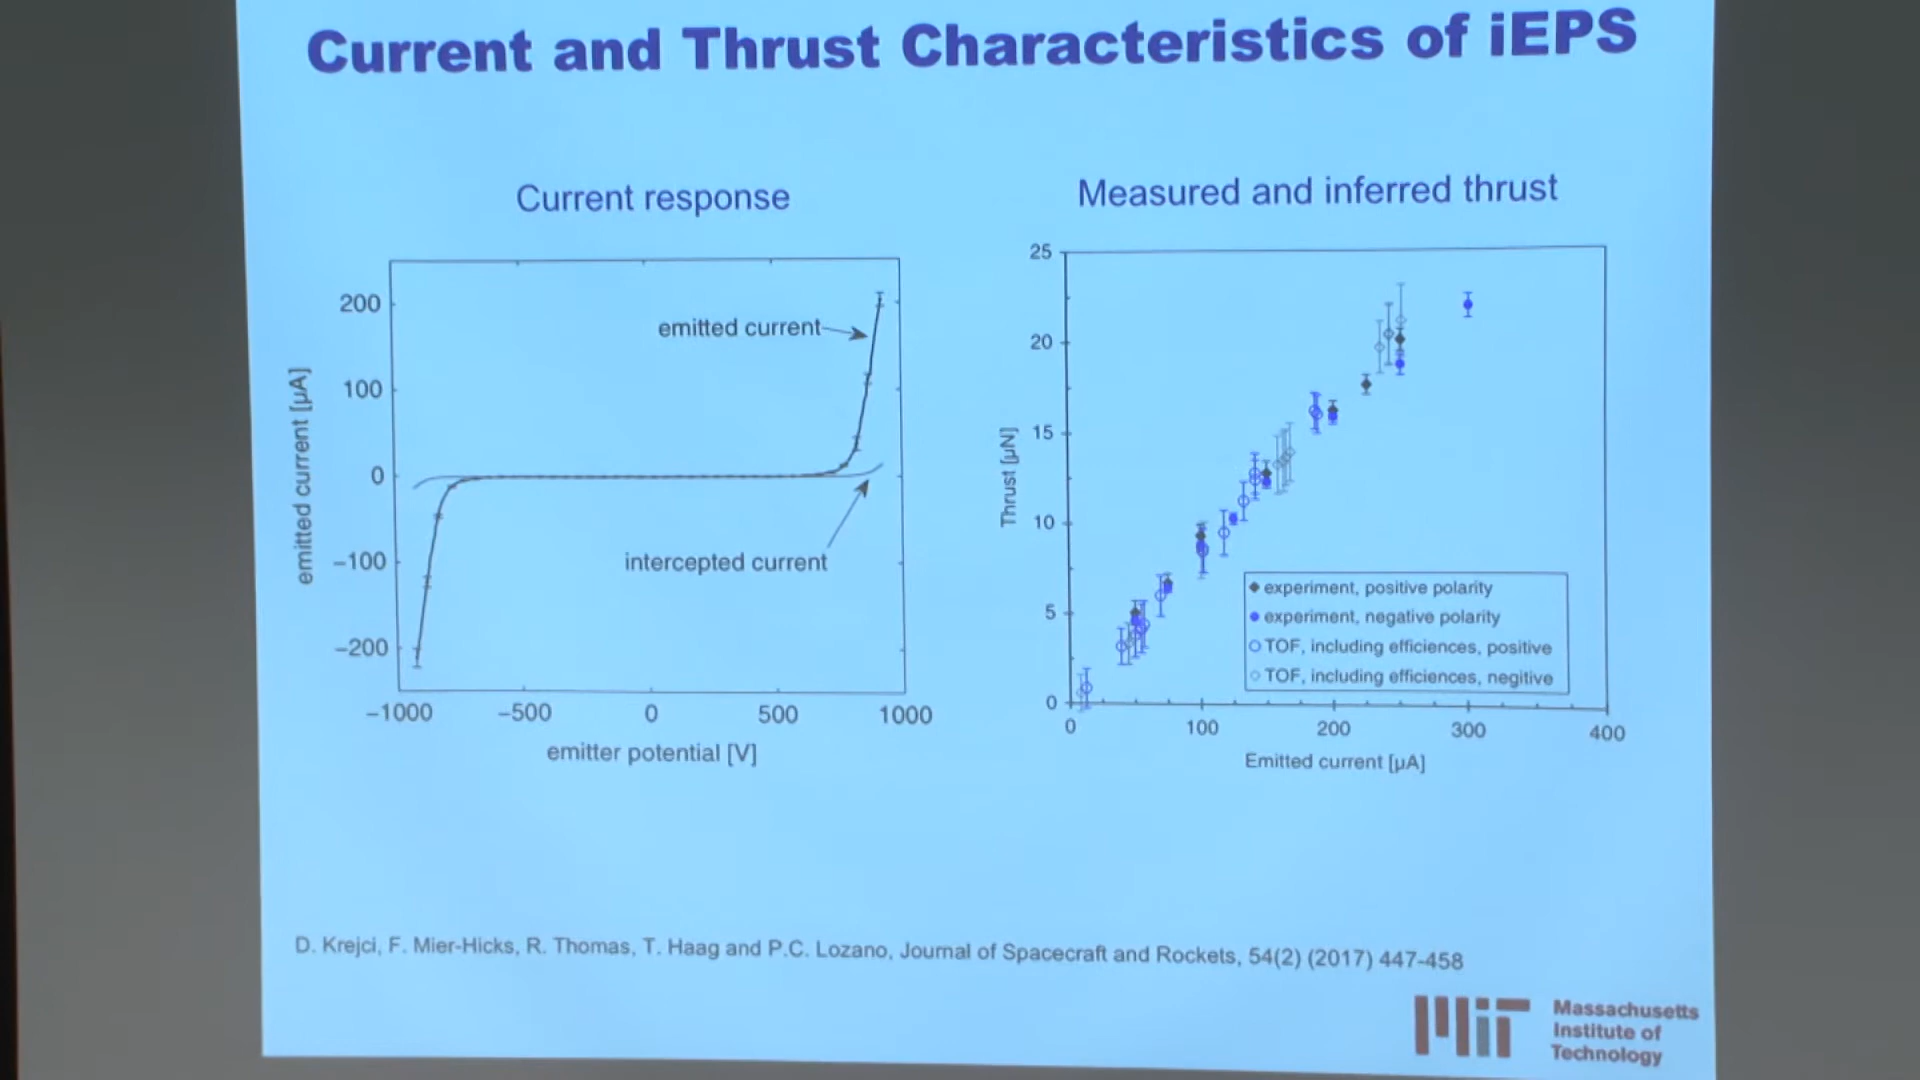 Current and Thrust Characteristics of iEPS
Current response
emitted current [µA]
200
100
0
−100
−200
emitted current
intercepted current
−1000
−500
0
500
1000
emitter potential [V]
Measured and inferred thrust
Thrust [µN]
25
20
15
10
5
0
experiment, positive polarity
experiment, negative polarity
TOF, including efficiences, positive
TOF, including efficiences, negitive
0
100
200
300
400
Emitted current [µA]
D. Krejci, F. Mier-Hicks, R. Thomas, T. Haag and P.C. Lozano, Journal of Spacecraft and Rockets, 54(2) (2017) 447-458
Massachusetts
Institute of
Technology